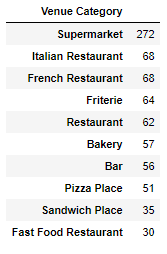 Venue Category
Supermarket 272
Italian Restaurant 68
French Restaurant 68
Friterie 64
Restaurant 62
Bakery 57
Bar 56
Pizza Place 51
Sandwich Place 35
Fast Food Restaurant 30